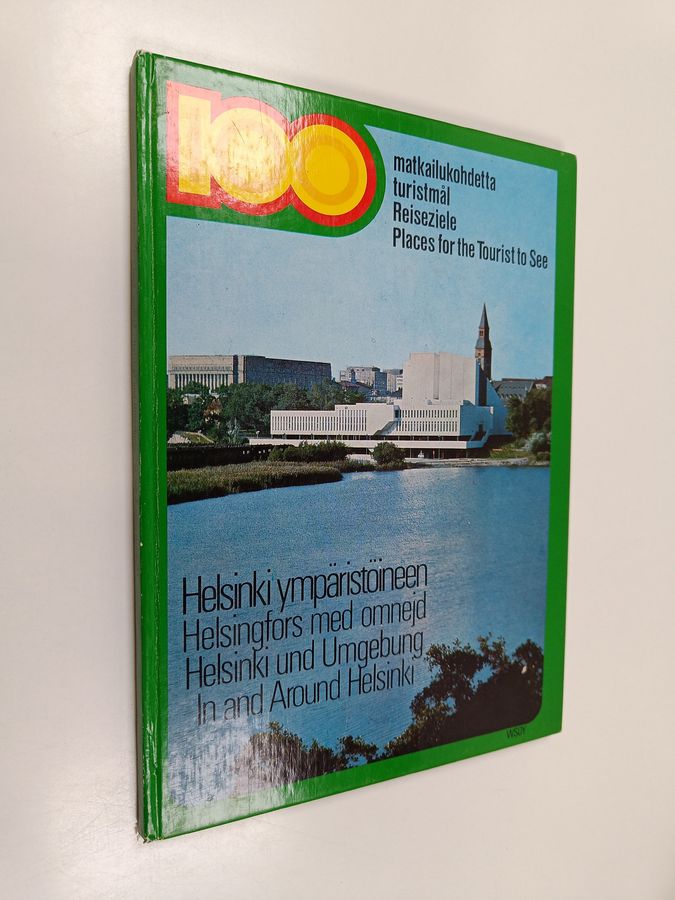 100
matkailukohdetta
turistmål
Reiseziele
Places for the Tourist to See
Helsinki ympäristöineen
Helsingfors med omnejd
Helsinki und Umgebung
In and Around Helsinki
WSOY